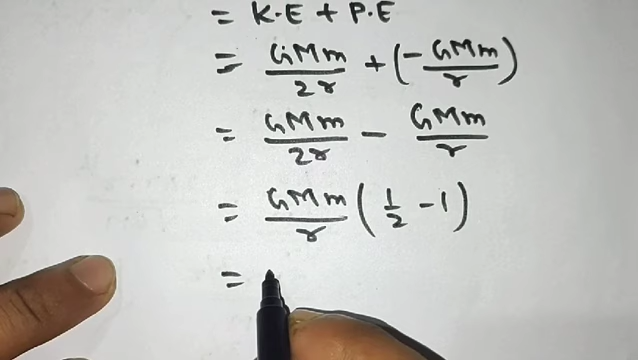 = K.E + P.E
= GMm/2r + (- GMm/r)
= GMm/2r - GMm/r
= GMm/r (1/2 - 1)
=